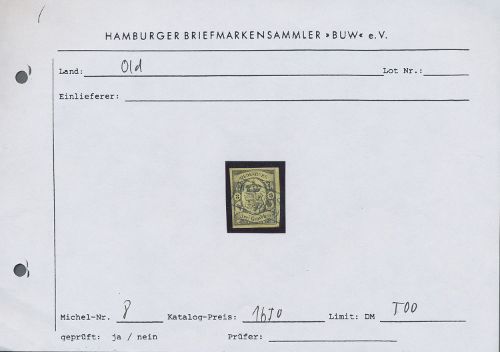 HAMBURGER BRIEFMARKENSAMMLER »BUW« e.V.
Land: Old Lot Nr.:
Einlieferer:
Michel-Nr. 8 Katalog-Preis: 1650 Limit: DM 500
geprüft: ja / nein Prüfer: